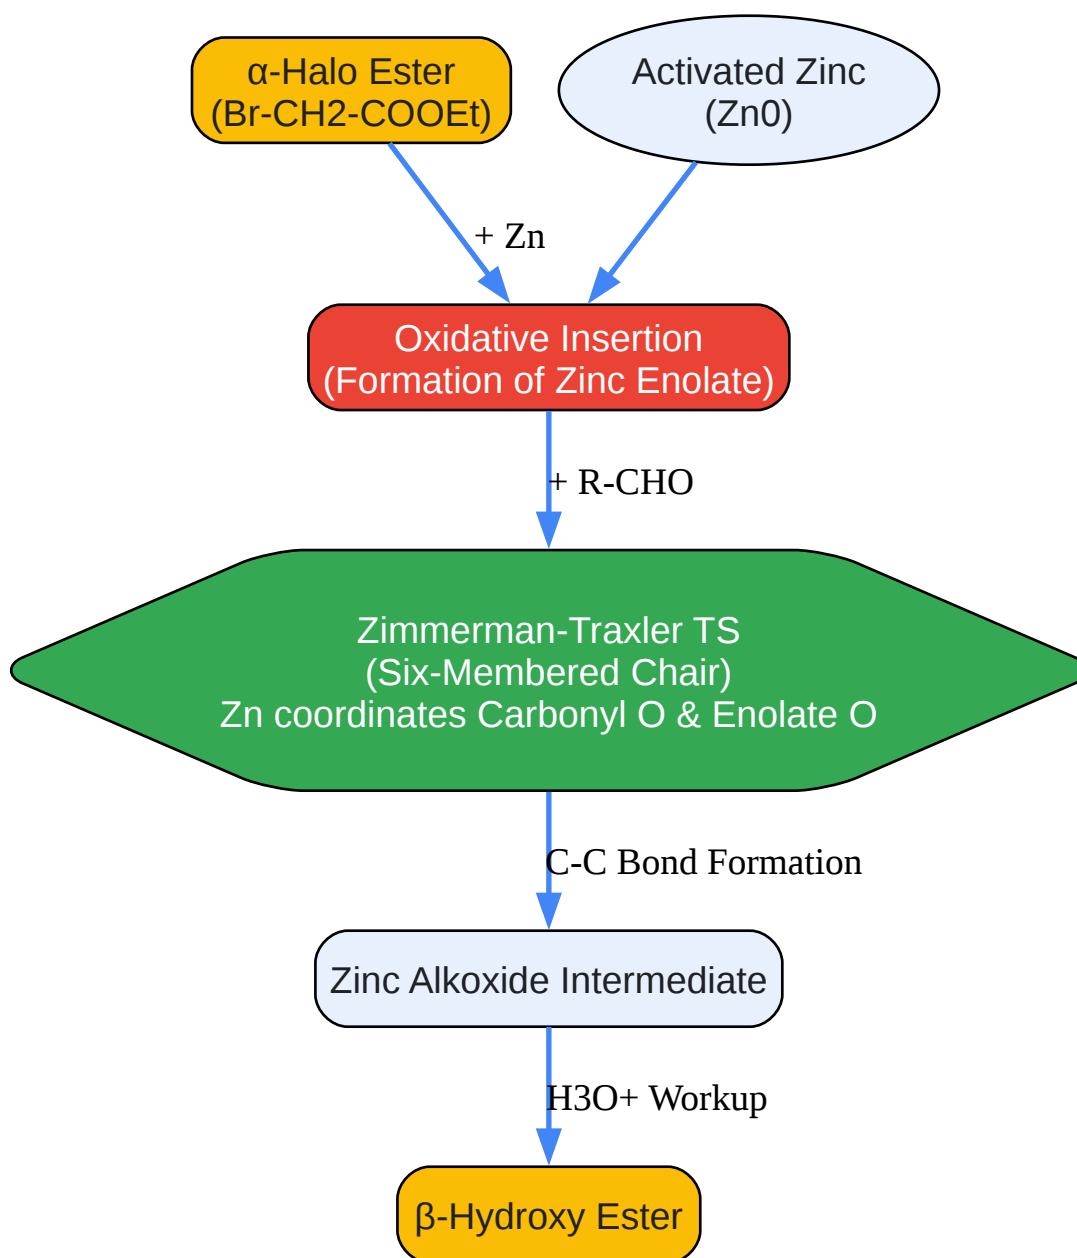 α-Halo Ester
(Br-CH2-COOEt)
Activated Zinc
(Zn0)
+ Zn
Oxidative Insertion
(Formation of Zinc Enolate)
+ R-CHO
Zimmerman-Traxler TS
(Six-Membered Chair)
Zn coordinates Carbonyl O & Enolate O
C-C Bond Formation
Zinc Alkoxide Intermediate
H3O+ Workup
β-Hydroxy Ester